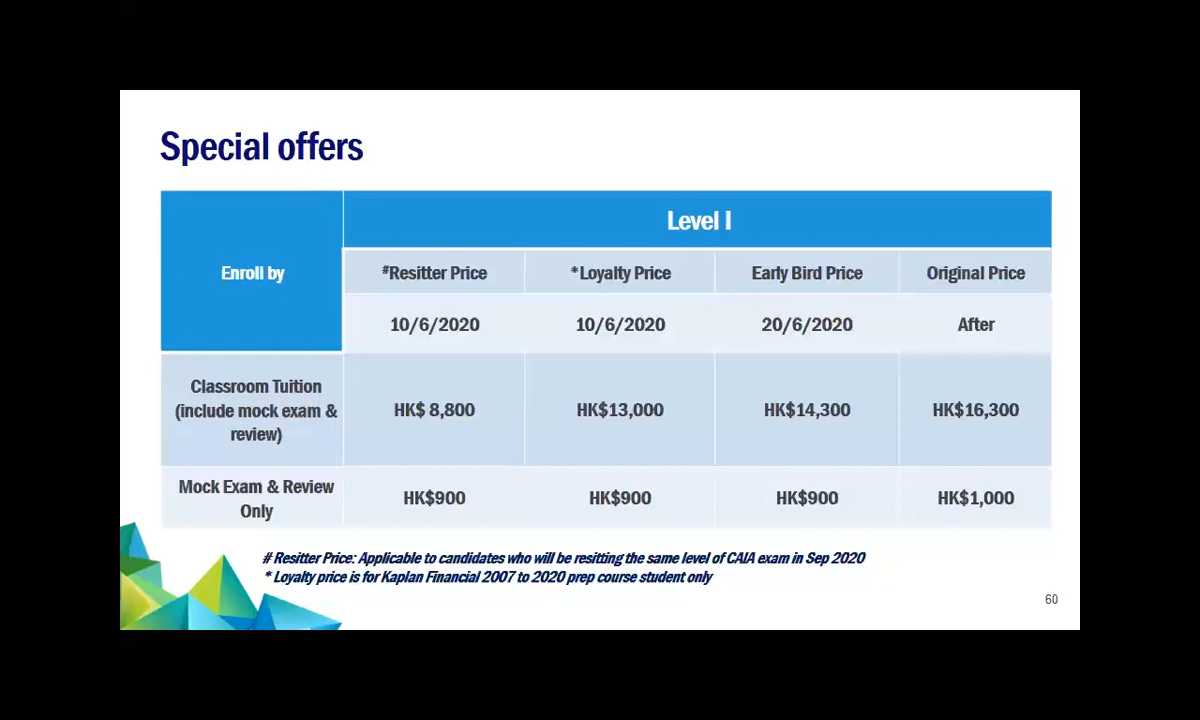 Special offers
Enroll by
Level I
#Resitter Price
*Loyalty Price
Early Bird Price
Original Price
10/6/2020
10/6/2020
20/6/2020
After
Classroom Tuition
(include mock exam &
review)
HK$ 8,800
HK$13,000
HK$14,300
HK$16,300
Mock Exam & Review
Only
HK$900
HK$900
HK$900
HK$1,000
# Resitter Price: Applicable to candidates who will be resitting the same level of CAIA exam in Sep 2020
* Loyalty price is for Kaplan Financial 2007 to 2020 prep course student only
60